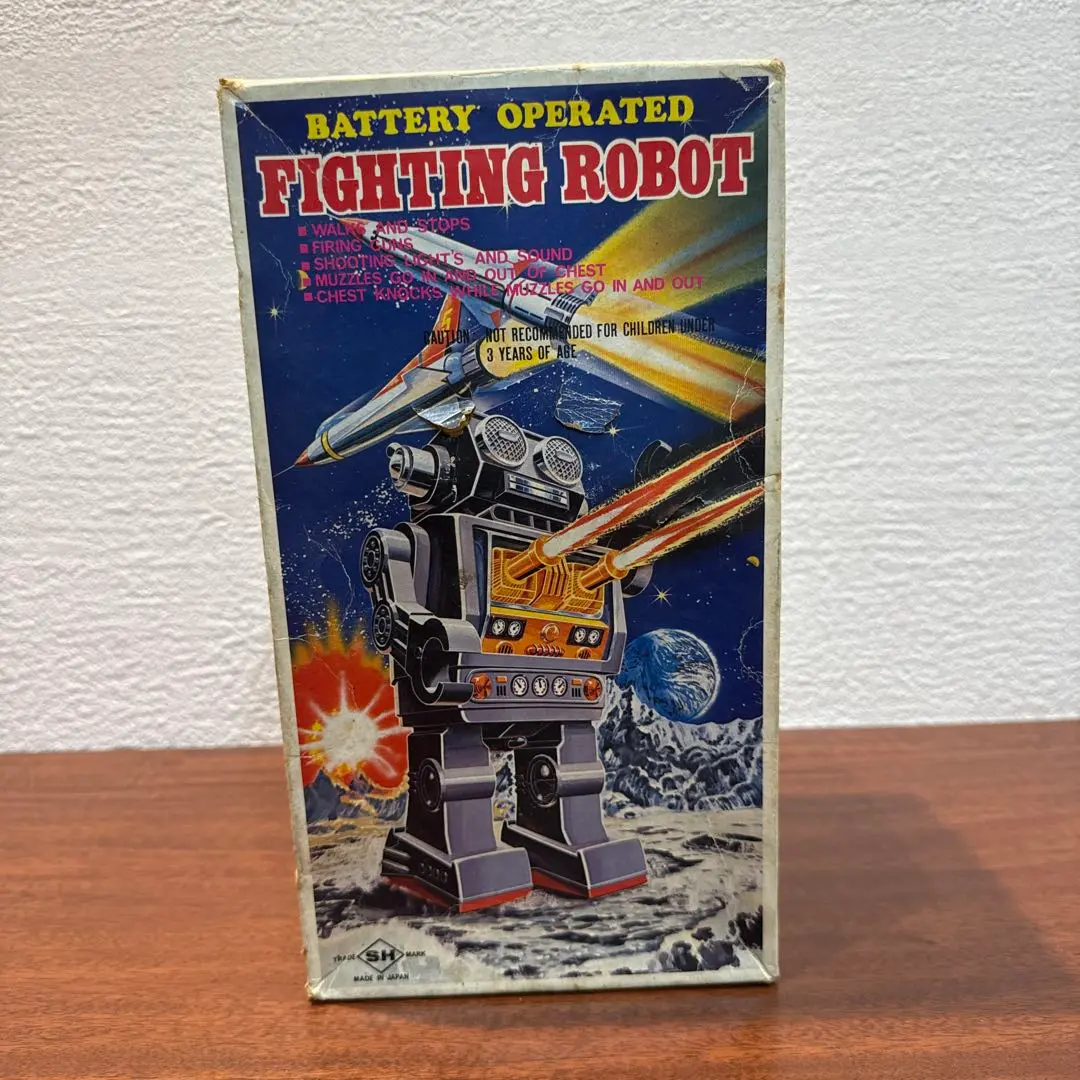 BATTERY OPERATED
FIGHTING ROBOT
■ WALKS AND STOPS
■ FIRING GUNS
■ SHOOTING LIGHT'S AND SOUND
■ MUZZLES GO IN AND OUT OF CHEST
■ CHEST KNOCKS WHILE MUZZLES GO IN AND OUT
CAUTION - NOT RECOMMENDED FOR CHILDREN UNDER
3 YEARS OF AGE
TRADE SH MARK
MADE IN JAPAN